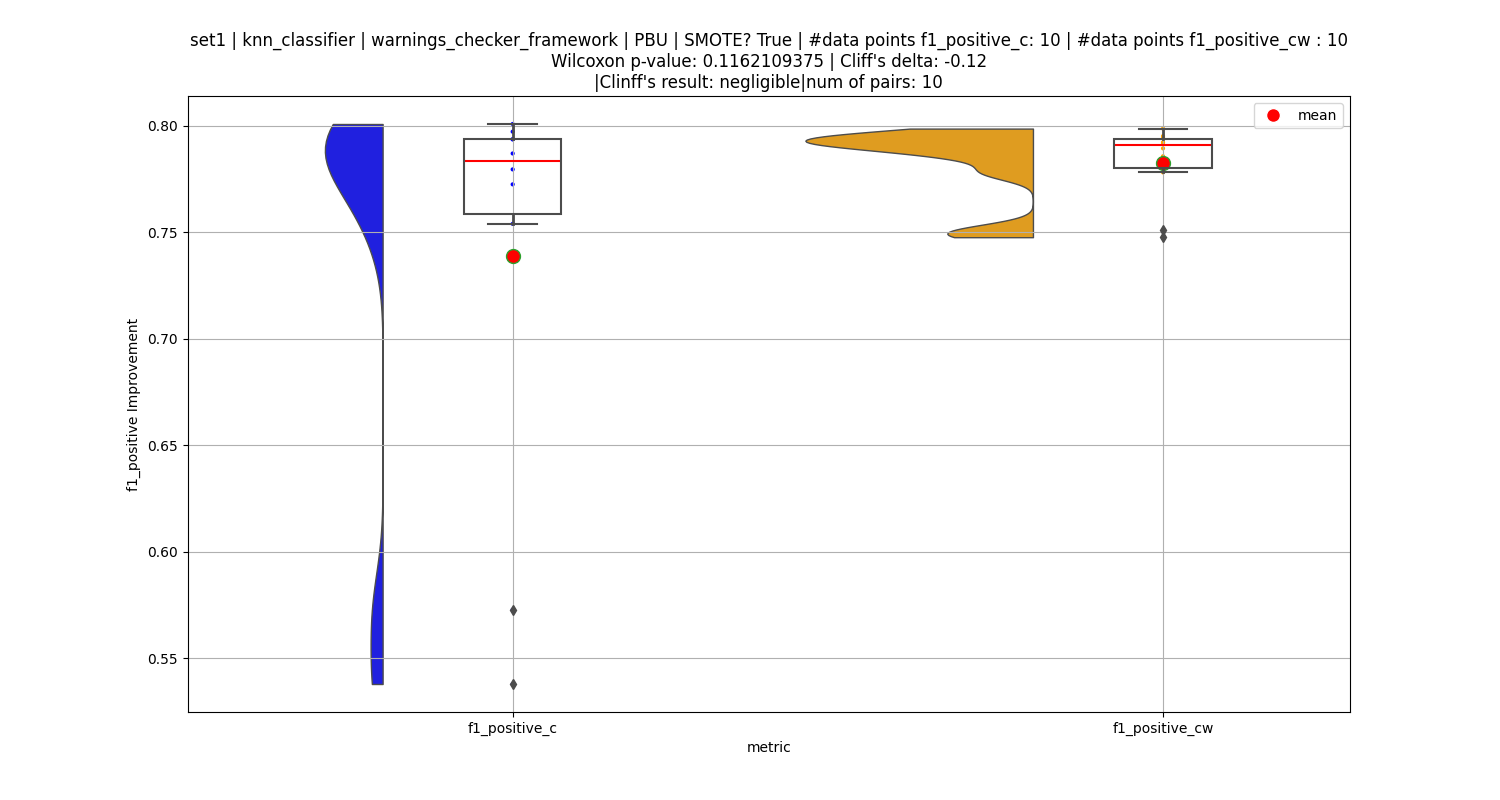 set1 | knn_classifier | warnings_checker_framework | PBU | SMOTE? True | #data points f1_positive_c: 10 | #data points f1_positive_cw : 10
Wilcoxon p-value: 0.1162109375 | Cliff's delta: -0.12
|Clinff's result: negligible|num of pairs: 10
mean
0.80
0.75
0.70
0.65
0.60
0.55
f1_positive Improvement
f1_positive_c
f1_positive_cw
metric